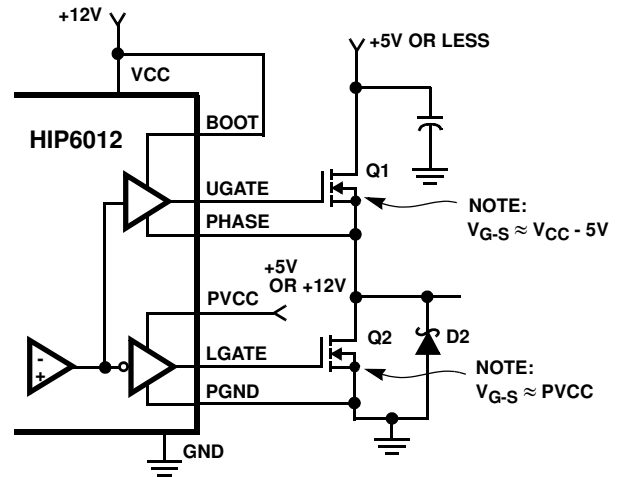 +12V
+5V OR LESS
VCC
BOOT
HIP6012
Q1
UGATE
NOTE:
VG-S ≈ VCC - 5V
PHASE
+5V
OR +12V
PVCC
Q2
D2
LGATE
NOTE:
VG-S ≈ PVCC
-
+
PGND
GND